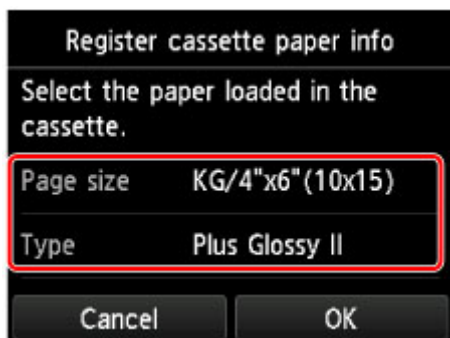 Register cassette paper info
Select the paper loaded in the
cassette.
Page size KG/4"x6"(10x15)
Type Plus Glossy II
Cancel OK